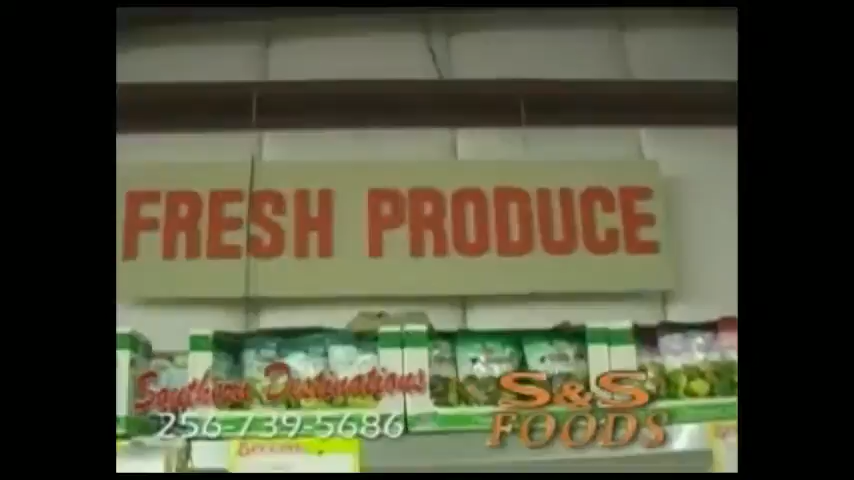 FRESH PRODUCE
Southern Destinations
256-739-5686
S&S
FOODS